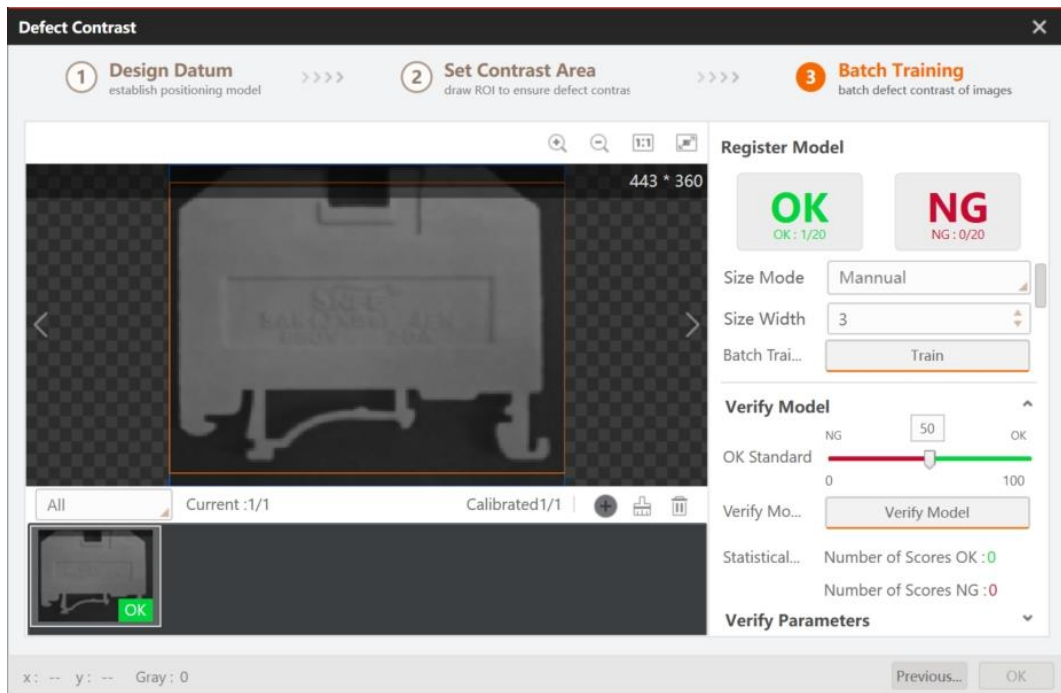 Defect Contrast
1 Design Datum
establish positioning model
>>>>
2 Set Contrast Area
draw ROI to ensure defect contras
>>>>
3 Batch Training
batch defect contrast of images
1:1
443 * 360
Register Model
OK
OK : 1/20
NG
NG : 0/20
Size Mode Mannual
Size Width 3
Batch Trai... Train
Verify Model
NG 50 OK
OK Standard
0 100
Verify Mo... Verify Model
Statistical... Number of Scores OK :0
Number of Scores NG :0
Verify Parameters
All Current :1/1 Calibrated1/1
OK
x : -- y : -- Gray : 0
Previous... OK